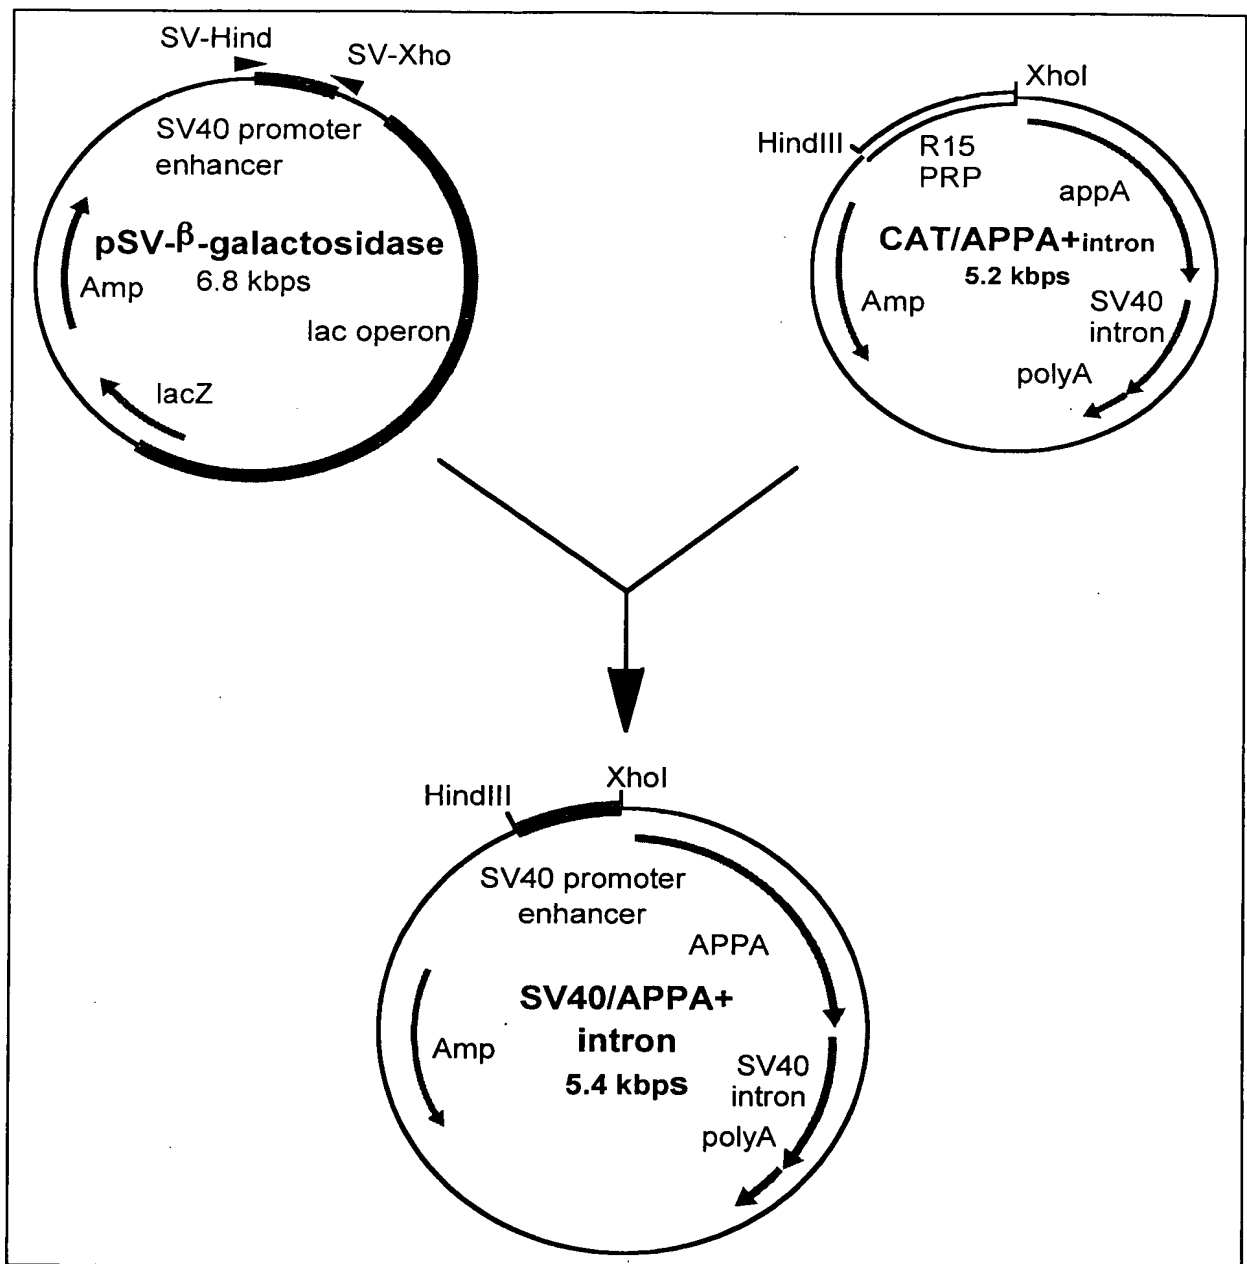 SV-Hind
SV-Xho
SV40 promoter
enhancer
pSV-β-galactosidase
6.8 kbps
Amp
lac operon
lacZ
XhoI
HindIII
R15
PRP
appA
CAT/APPA+intron
5.2 kbps
Amp
SV40
intron
polyA
HindIII
XhoI
SV40 promoter
enhancer
APPA
SV40/APPA+
intron
5.4 kbps
Amp
SV40
intron
polyA